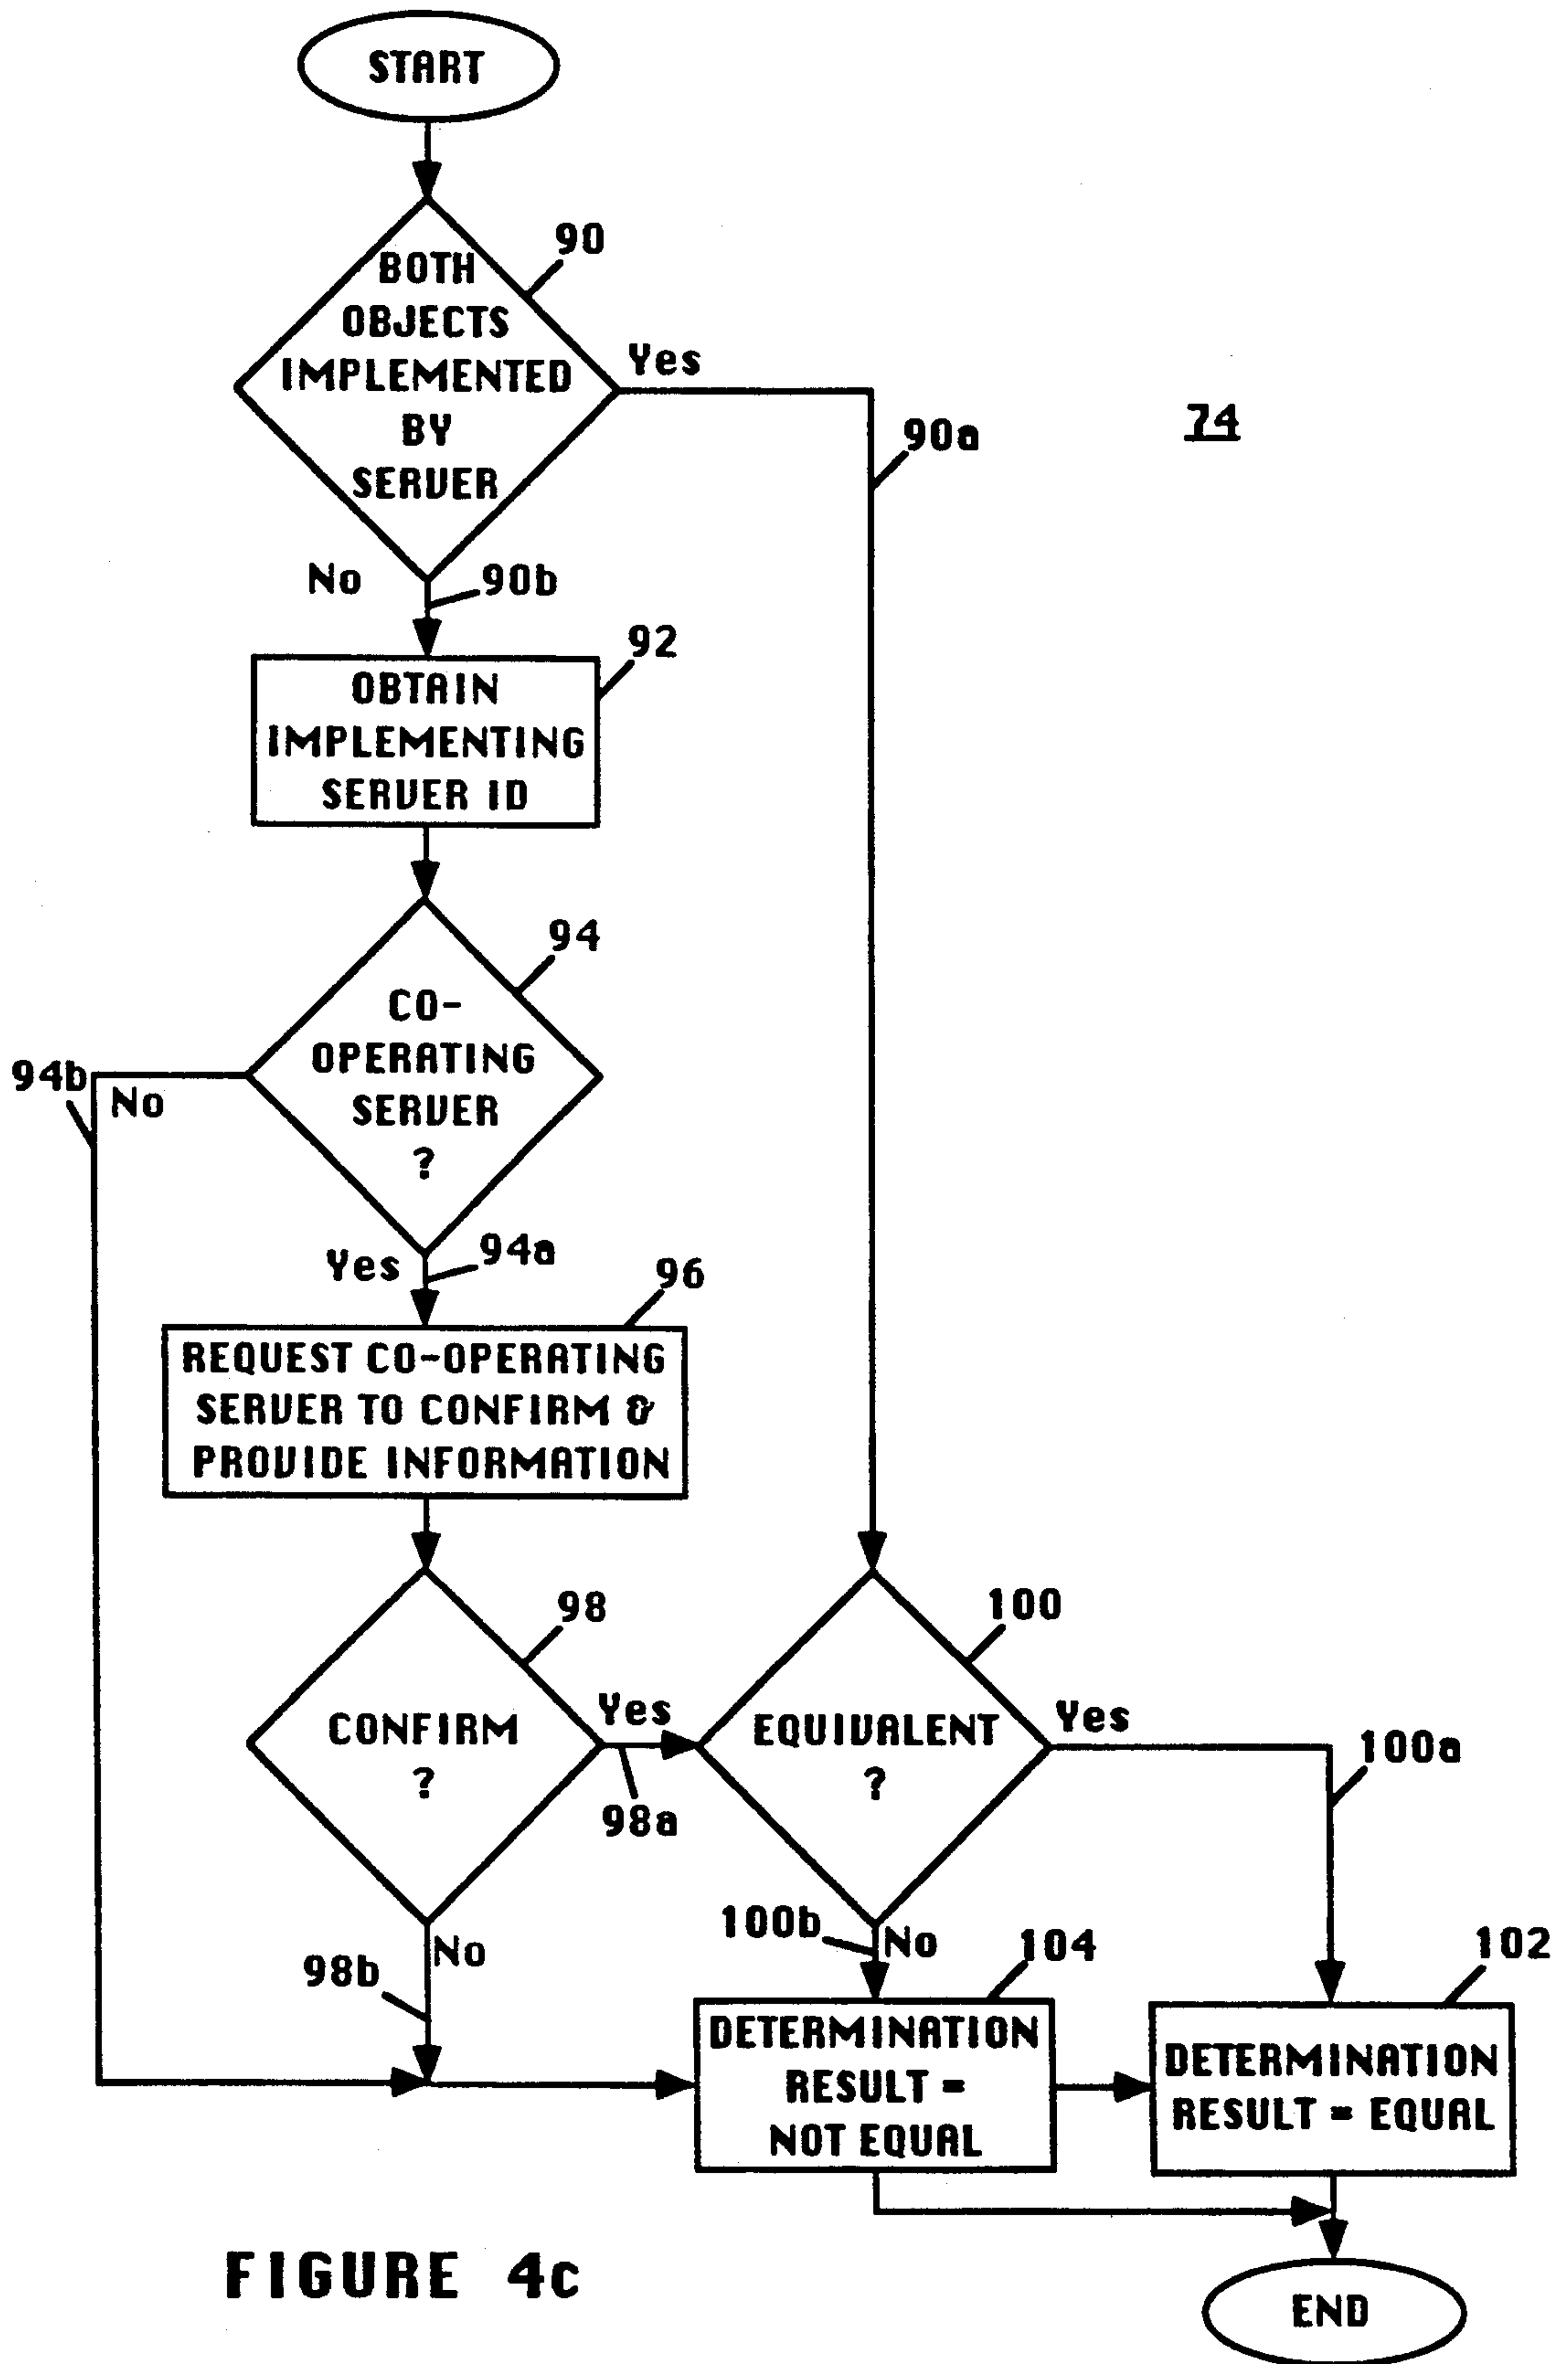 START
90
BOTH
OBJECTS
IMPLEMENTED
BY
SERVER
Yes
90a
74
No
90b
92
OBTAIN
IMPLEMENTING
SERVER ID
94
CO-
OPERATING
SERVER
?
94b
No
Yes
94a
96
REQUEST CO-OPERATING
SERVER TO CONFIRM &
PROVIDE INFORMATION
98
CONFIRM
?
Yes
98a
100
EQUIVALENT
?
Yes
100a
No
98b
100b
No
104
102
DETERMINATION
RESULT =
NOT EQUAL
DETERMINATION
RESULT = EQUAL
FIGURE 4c
END